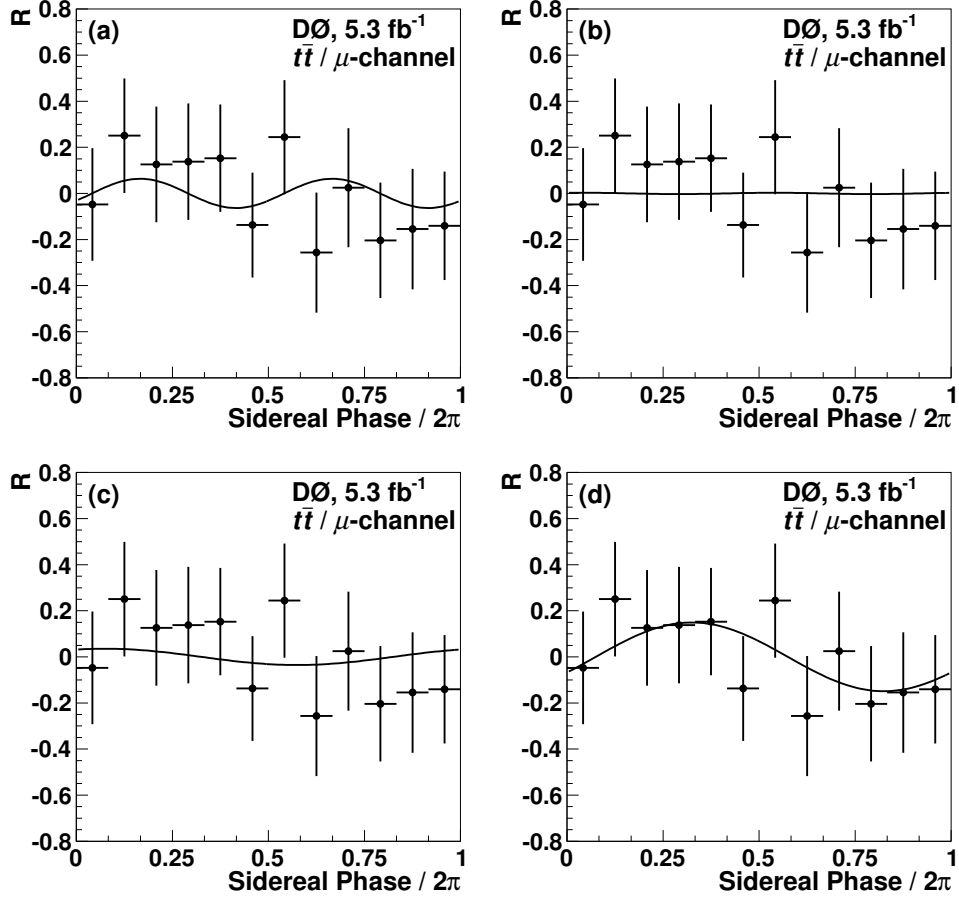 R
(a)
DØ, 5.3 fb⁻¹
tt̄ / μ-channel
0.8
0.6
0.4
0.2
0
-0.2
-0.4
-0.6
-0.8
0 0.25 0.5 0.75 1
Sidereal Phase / 2π
R
(b)
DØ, 5.3 fb⁻¹
tt̄ / μ-channel
0.8
0.6
0.4
0.2
0
-0.2
-0.4
-0.6
-0.8
0 0.25 0.5 0.75 1
Sidereal Phase / 2π
R
(c)
DØ, 5.3 fb⁻¹
tt̄ / μ-channel
0.8
0.6
0.4
0.2
0
-0.2
-0.4
-0.6
-0.8
0 0.25 0.5 0.75 1
Sidereal Phase / 2π
R
(d)
DØ, 5.3 fb⁻¹
tt̄ / μ-channel
0.8
0.6
0.4
0.2
0
-0.2
-0.4
-0.6
-0.8
0 0.25 0.5 0.75 1
Sidereal Phase / 2π